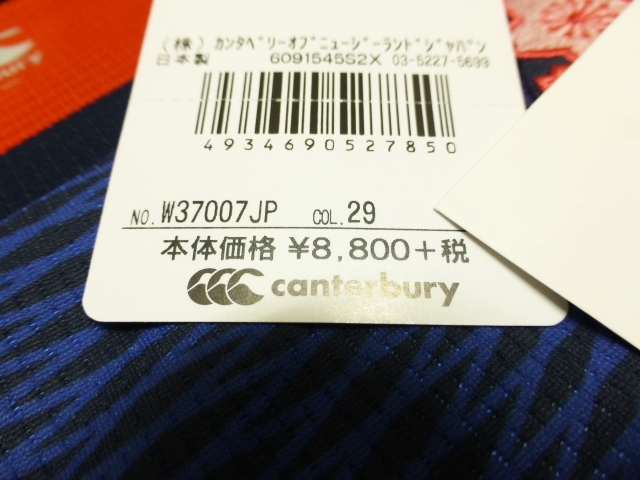 （株）カンタベリーオブニュージーランドジャパン
日本製 6091545S2X 03-5227-5699
4934690527850
NO. W37007JP COL. 29
本体価格 ¥8,800+税
canterbury